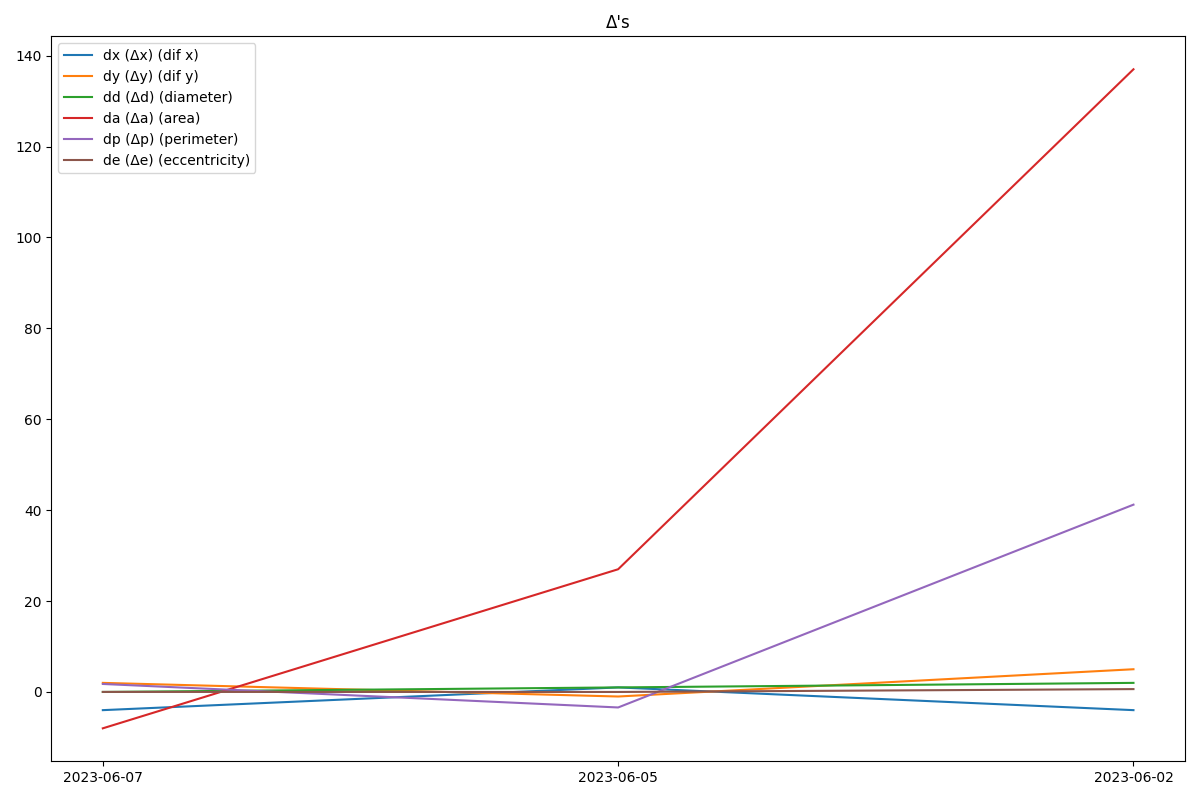 Δ's
dx (Δx) (dif x)
dy (Δy) (dif y)
dd (Δd) (diameter)
da (Δa) (area)
dp (Δp) (perimeter)
de (Δe) (eccentricity)
140
120
100
80
60
40
20
0
2023-06-07 2023-06-05 2023-06-02